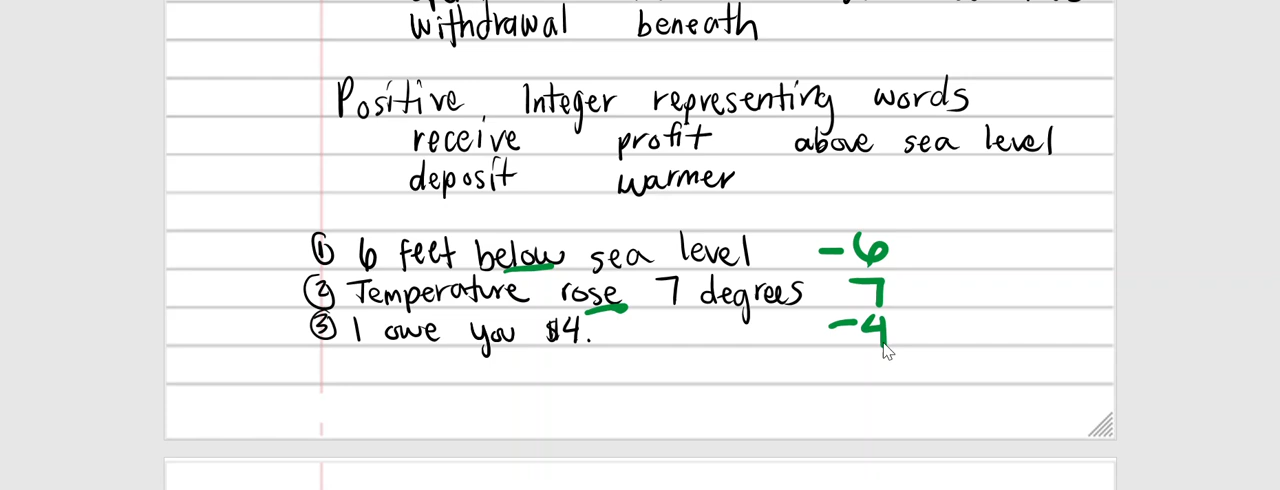 withdrawal beneath
Positive Integer representing words
receive profit above sea level
deposit warmer
① 6 feet below sea level -6
② Temperature rose 7 degrees 7
③ I owe you $4. -4